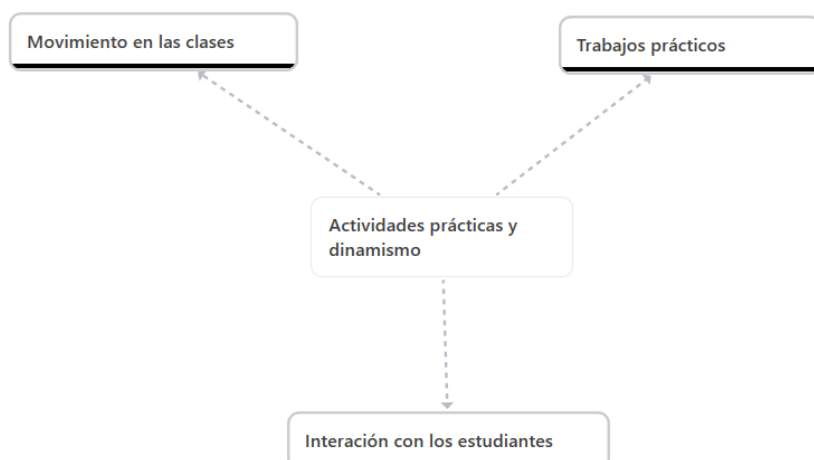 Movimiento en las clases
Trabajos prácticos
Actividades prácticas y
dinamismo
Interación con los estudiantes